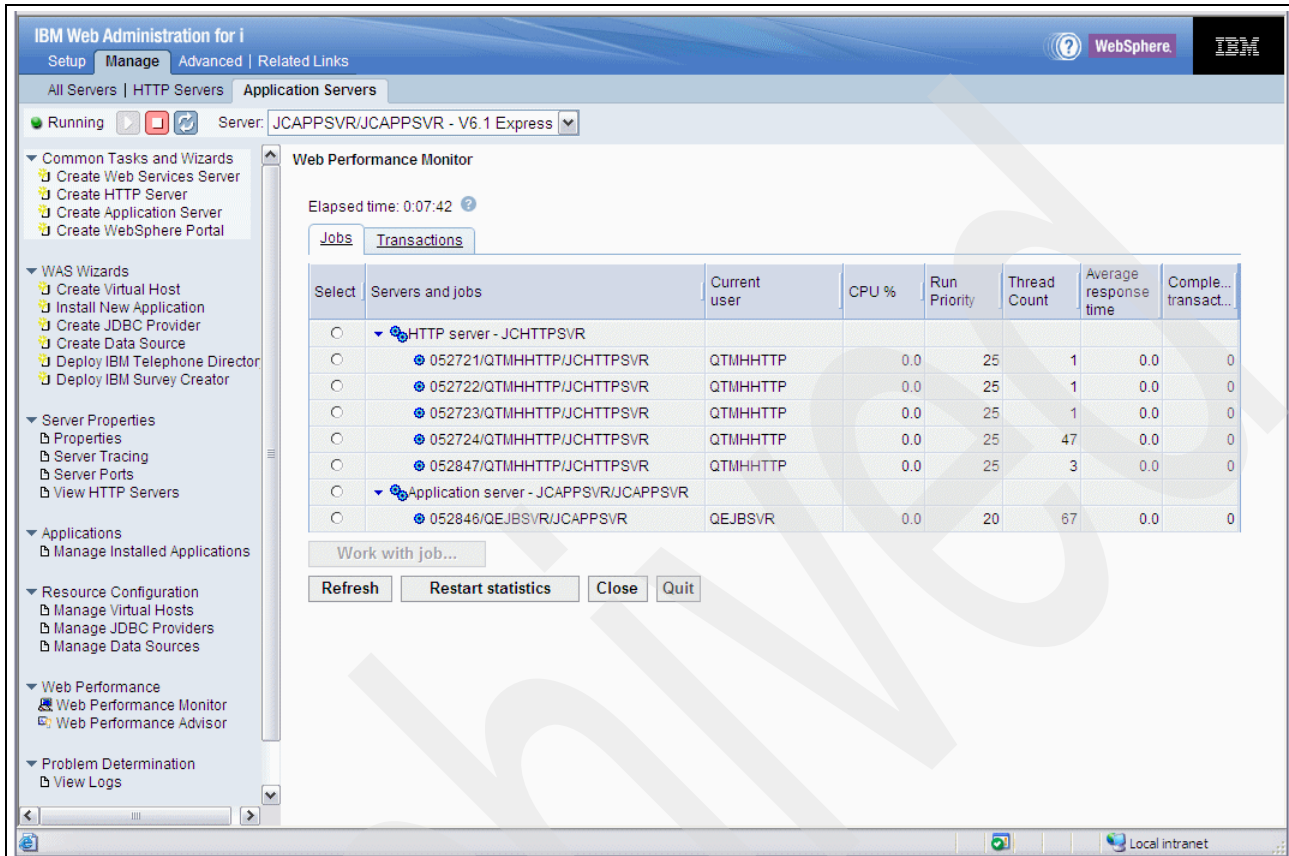 IBM Web Administration for i
Setup Manage Advanced | Related Links
WebSphere. IBM
All Servers | HTTP Servers Application Servers
Running Server: JCAPPSVR/JCAPPSVR - V6.1 Express
Common Tasks and Wizards
Create Web Services Server
Create HTTP Server
Create Application Server
Create WebSphere Portal
WAS Wizards
Create Virtual Host
Install New Application
Create JDBC Provider
Create Data Source
Deploy IBM Telephone Director
Deploy IBM Survey Creator
Server Properties
Properties
Server Tracing
Server Ports
View HTTP Servers
Applications
Manage Installed Applications
Resource Configuration
Manage Virtual Hosts
Manage JDBC Providers
Manage Data Sources
Web Performance
Web Performance Monitor
Web Performance Advisor
Problem Determination
View Logs
Web Performance Monitor
Elapsed time: 0:07:42
Jobs Transactions
Select Servers and jobs Current user CPU % Run Priority Thread Count Average response time Comple... transact...
HTTP server - JCHTTPSVR
052721/QTMHHTTP/JCHTTPSVR QTMHHTTP 0.0 25 1 0.0 0
052722/QTMHHTTP/JCHTTPSVR QTMHHTTP 0.0 25 1 0.0 0
052723/QTMHHTTP/JCHTTPSVR QTMHHTTP 0.0 25 1 0.0 0
052724/QTMHHTTP/JCHTTPSVR QTMHHTTP 0.0 25 47 0.0 0
052847/QTMHHTTP/JCHTTPSVR QTMHHTTP 0.0 25 3 0.0 0
Application server - JCAPPSVR/JCAPPSVR
052846/QEJBSVR/JCAPPSVR QEJBSVR 0.0 20 67 0.0 0
Work with job...
Refresh Restart statistics Close Quit
Local intranet